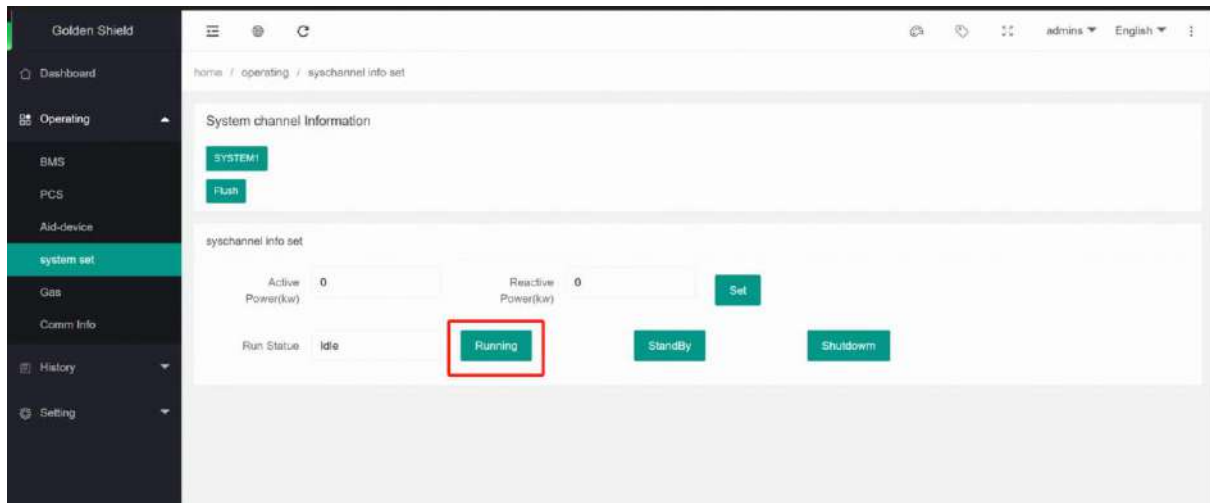 Golden Shield
admins
English
Dashboard
home / operating / syschannel info set
Operating
System channel Information
BMS
SYSTEM1
PCS
Flush
Aid-device
syschannel info set
system set
Active Power(kw) 0
Reactive Power(kw) 0
Set
Gas
Comm Info
Run Statue Idle
Running
StandBy
Shutdowm
History
Setting